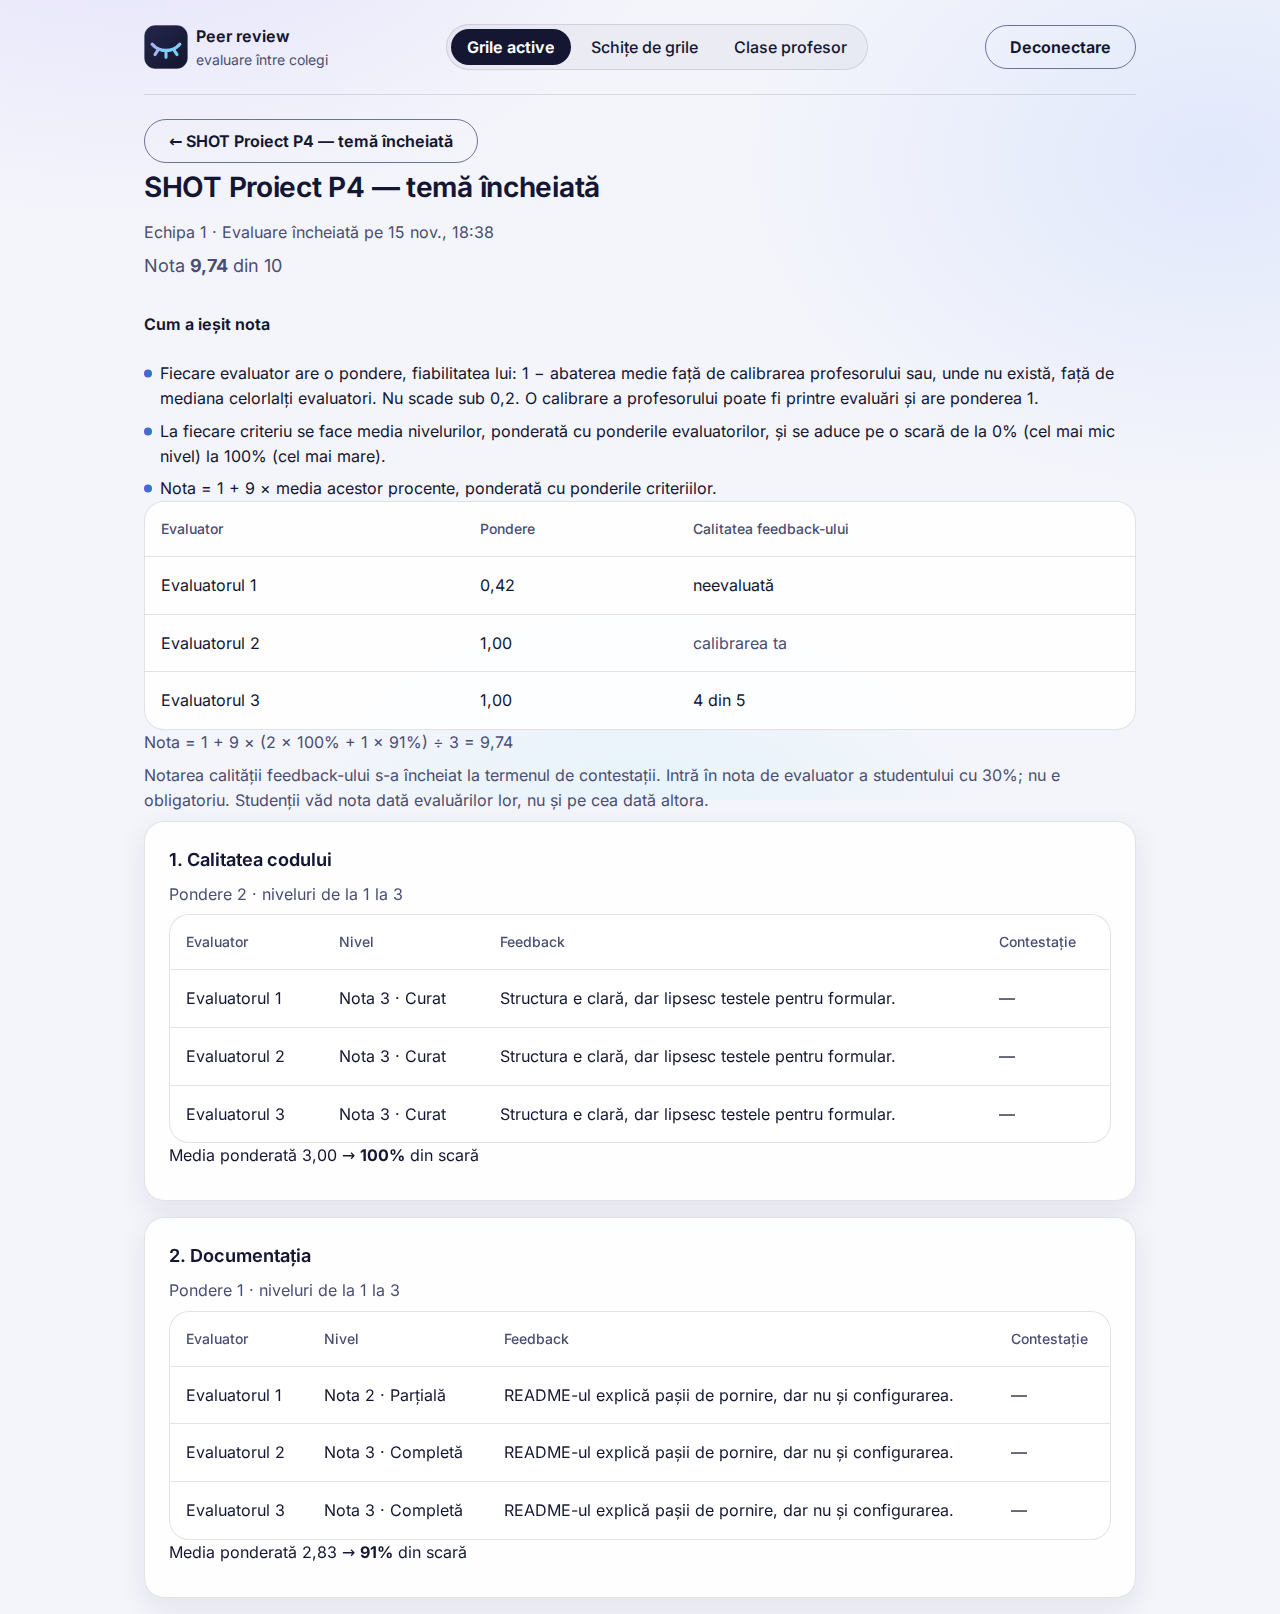 Peer review
evaluare între colegi
Grile active
Schițe de grile
Clase profesor
Deconectare
← SHOT Proiect P4 — temă încheiată
SHOT Proiect P4 — temă încheiată
Echipa 1 · Evaluare încheiată pe 15 nov., 18:38
Nota 9,74 din 10
Cum a ieșit nota
Fiecare evaluator are o pondere, fiabilitatea lui: 1 − abaterea medie față de calibrarea profesorului sau, unde nu există, față de
mediana celorlalți evaluatori. Nu scade sub 0,2. O calibrare a profesorului poate fi printre evaluări și are ponderea 1.
La fiecare criteriu se face media nivelurilor, ponderată cu ponderile evaluatorilor, și se aduce pe o scară de la 0% (cel mai mic
nivel) la 100% (cel mai mare).
Nota = 1 + 9 × media acestor procente, ponderată cu ponderile criteriilor.
Evaluator Pondere Calitatea feedback-ului
Evaluatorul 1 0,42 neevaluată
Evaluatorul 2 1,00 calibrarea ta
Evaluatorul 3 1,00 4 din 5
Nota = 1 + 9 × (2 × 100% + 1 × 91%) ÷ 3 = 9,74
Notarea calității feedback-ului s-a încheiat la termenul de contestații. Intră în nota de evaluator a studentului cu 30%; nu e
obligatoriu. Studenții văd nota dată evaluărilor lor, nu și pe cea dată altora.
1. Calitatea codului
Pondere 2 · niveluri de la 1 la 3
Evaluator Nivel Feedback Contestație
Evaluatorul 1 Nota 3 · Curat Structura e clară, dar lipsesc testele pentru formular. —
Evaluatorul 2 Nota 3 · Curat Structura e clară, dar lipsesc testele pentru formular. —
Evaluatorul 3 Nota 3 · Curat Structura e clară, dar lipsesc testele pentru formular. —
Media ponderată 3,00 → 100% din scară
2. Documentația
Pondere 1 · niveluri de la 1 la 3
Evaluator Nivel Feedback Contestație
Evaluatorul 1 Nota 2 · Parțială README-ul explică pașii de pornire, dar nu și configurarea. —
Evaluatorul 2 Nota 3 · Completă README-ul explică pașii de pornire, dar nu și configurarea. —
Evaluatorul 3 Nota 3 · Completă README-ul explică pașii de pornire, dar nu și configurarea. —
Media ponderată 2,83 → 91% din scară